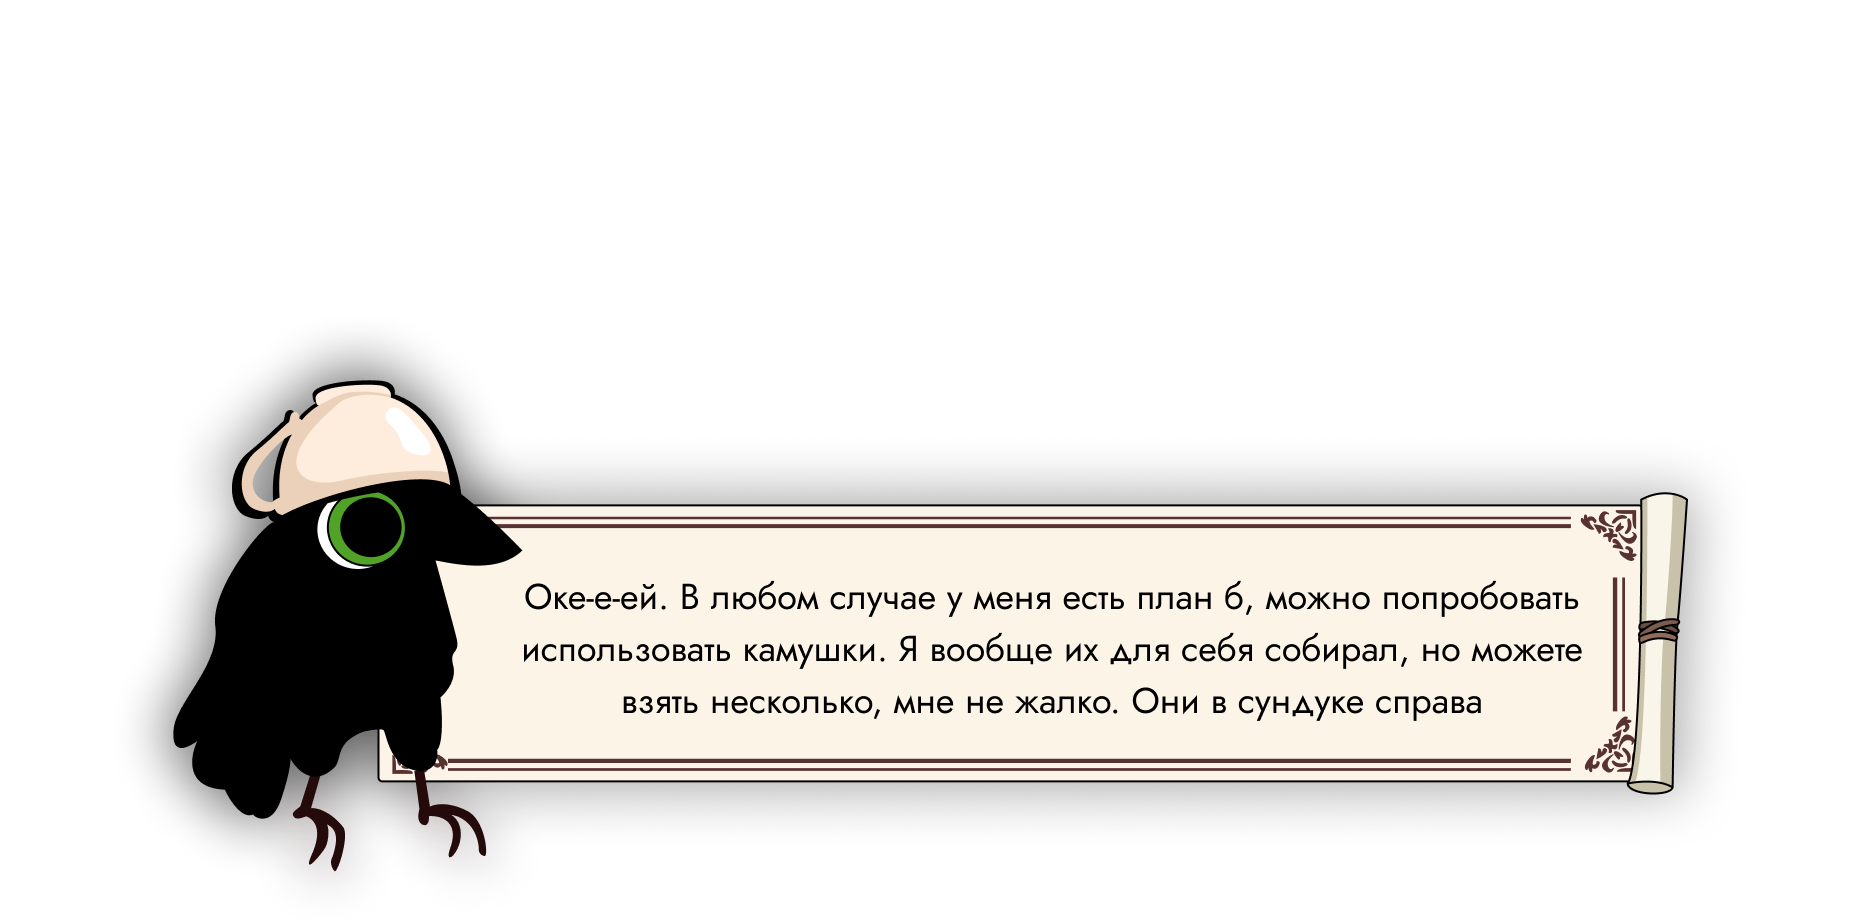 Оке-е-ей. В любом случае у меня есть план б, можно попробовать
использовать камушки. Я вообще их для себя собирал, но можете
взять несколько, мне не жалко. Они в сундуке справа